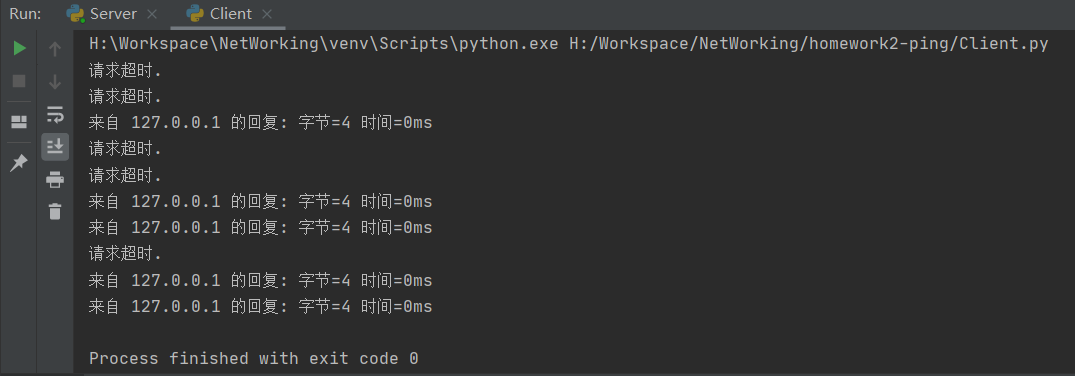 Run: Server Client
H:\Workspace\NetWorking\venv\Scripts\python.exe H:/Workspace/NetWorking/homework2-ping/Client.py
请求超时.
请求超时.
来自 127.0.0.1 的回复: 字节=4 时间=0ms
请求超时.
请求超时.
来自 127.0.0.1 的回复: 字节=4 时间=0ms
来自 127.0.0.1 的回复: 字节=4 时间=0ms
请求超时.
来自 127.0.0.1 的回复: 字节=4 时间=0ms
来自 127.0.0.1 的回复: 字节=4 时间=0ms
Process finished with exit code 0